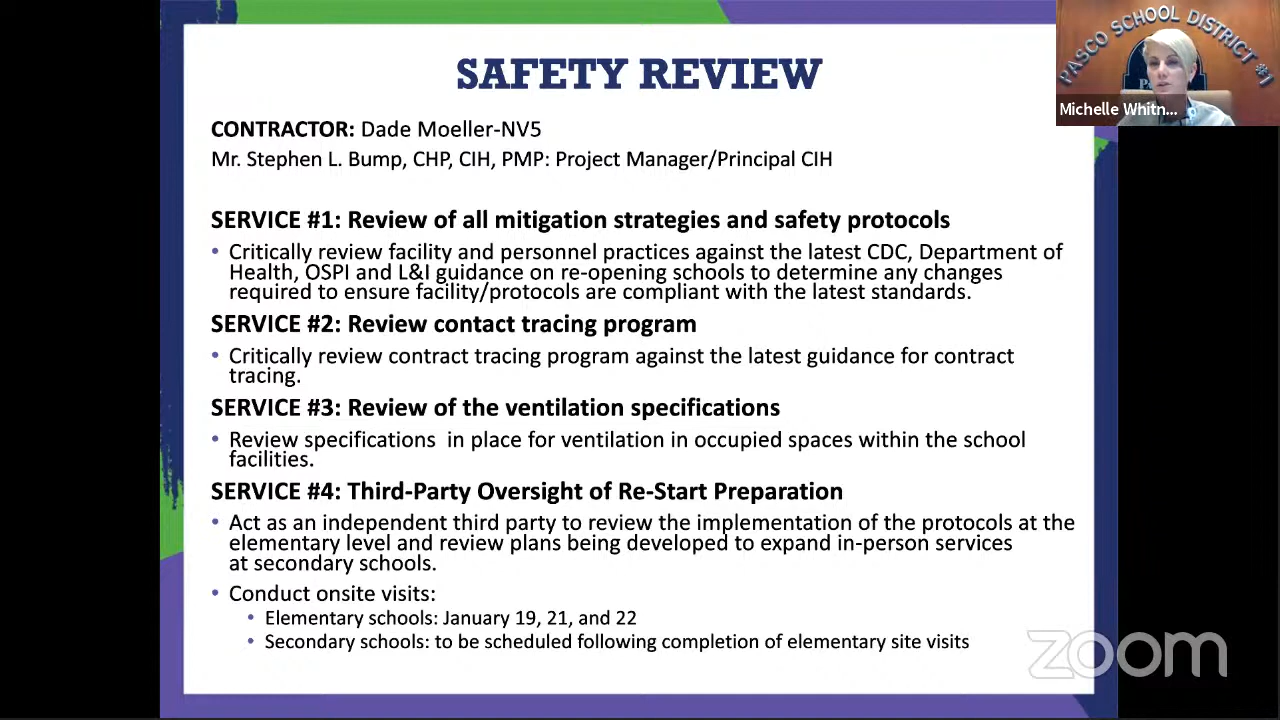 SAFETY REVIEW
PASCO SCHOOL DISTRICT #1
Michelle Whitn...
CONTRACTOR: Dade Moeller-NV5
Mr. Stephen L. Bump, CHP, CIH, PMP: Project Manager/Principal CIH
SERVICE #1: Review of all mitigation strategies and safety protocols
• Critically review facility and personnel practices against the latest CDC, Department of
Health, OSPI and L&I guidance on re-opening schools to determine any changes
required to ensure facility/protocols are compliant with the latest standards.
SERVICE #2: Review contact tracing program
• Critically review contract tracing program against the latest guidance for contract
tracing.
SERVICE #3: Review of the ventilation specifications
• Review specifications in place for ventilation in occupied spaces within the school
facilities.
SERVICE #4: Third-Party Oversight of Re-Start Preparation
• Act as an independent third party to review the implementation of the protocols at the
elementary level and review plans being developed to expand in-person services
at secondary schools.
• Conduct onsite visits:
• Elementary schools: January 19, 21, and 22
• Secondary schools: to be scheduled following completion of elementary site visits
zoom